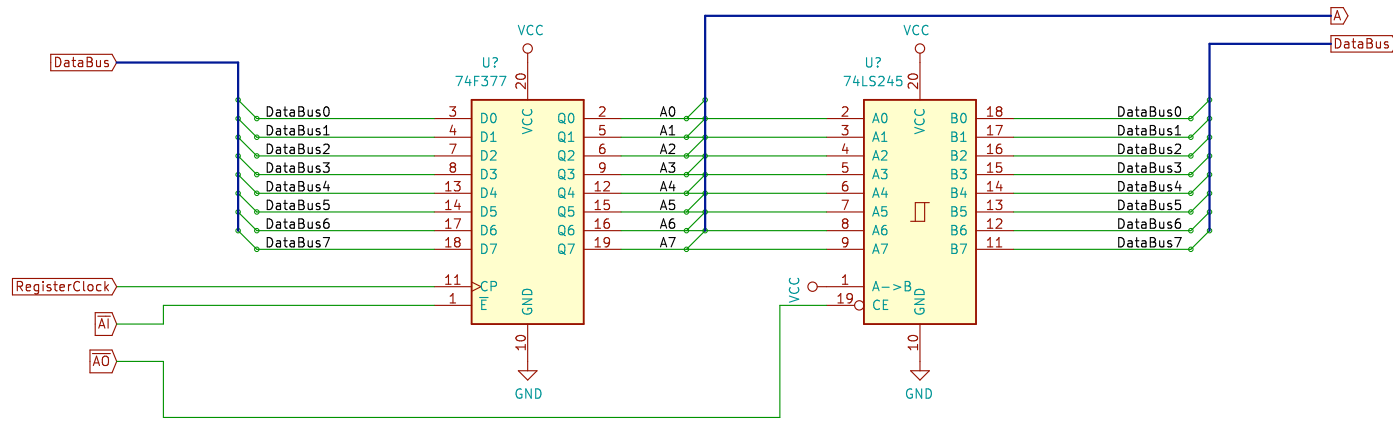 A
DataBus
VCC
VCC
DataBus
U?
74F377
U?
74LS245
20
20
VCC
VCC
DataBus0 3 D0 Q0 2 A0 2 A0 B0 18 DataBus0
DataBus1 4 D1 Q1 5 A1 3 A1 B1 17 DataBus1
DataBus2 7 D2 Q2 6 A2 4 A2 B2 16 DataBus2
DataBus3 8 D3 Q3 9 A3 5 A3 B3 15 DataBus3
DataBus4 13 D4 Q4 12 A4 6 A4 B4 14 DataBus4
DataBus5 14 D5 Q5 15 A5 7 A5 B5 13 DataBus5
DataBus6 17 D6 Q6 16 A6 8 A6 B6 12 DataBus6
DataBus7 18 D7 Q7 19 A7 9 A7 B7 11 DataBus7
RegisterClock 11 CP VCC 1 A->B
1 E GND 19 CE GND
AI
10
10
AO
GND
GND